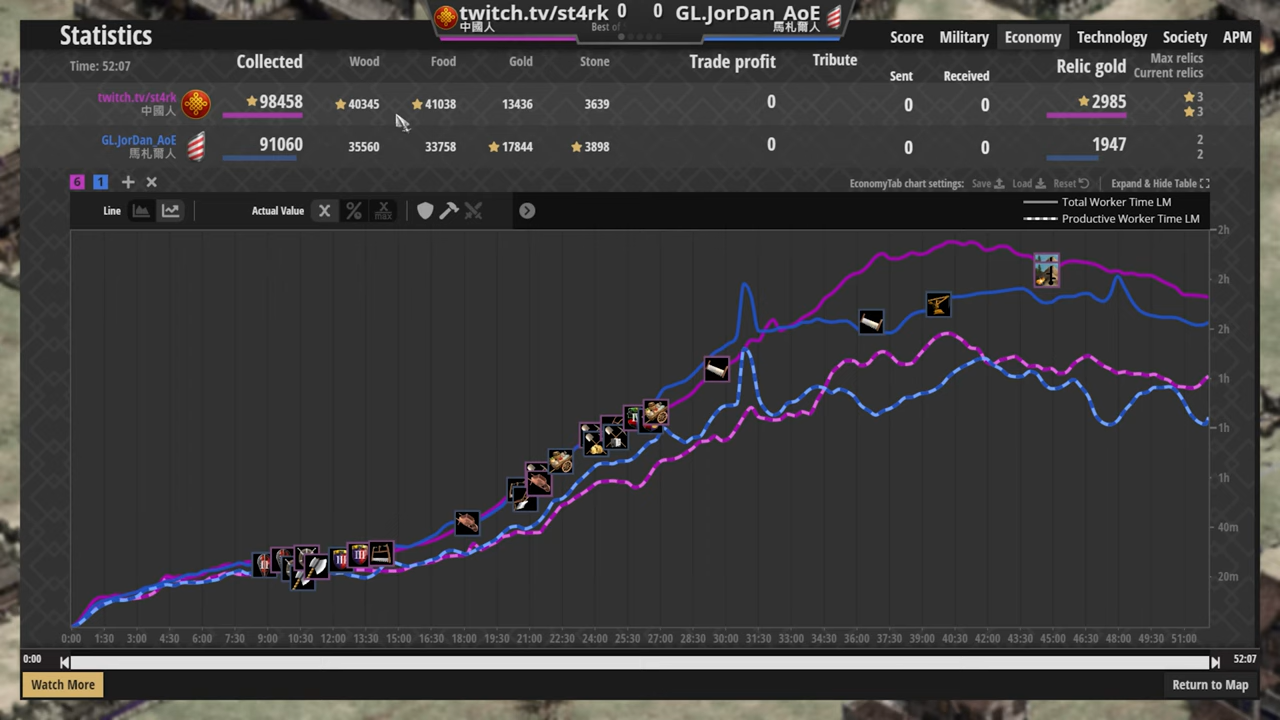 twitch.tv/st4rk 0 0 GL.JorDan_AoE
中國人 Best of 馬札爾人
Statistics
Score Military Economy Technology Society APM
Time: 52:07
Collected Wood Food Gold Stone Trade profit Tribute Sent Received Relic gold Max relics
Current relics
twitch.tv/st4rk 98458 40345 41038 13436 3639 0 0 0 2985 3
中國人 3
GL.JorDan_AoE 91060 35560 33758 17844 3898 0 0 0 1947 2
馬札爾人 2
6 1 + × EconomyTab chart settings: Save Load Reset Expand & Hide Table
Line Actual Value X % X max
Total Worker Time LM
Productive Worker Time LM
2h
2h
2h
1h
1h
1h
40m
20m
0:00 1:30 3:00 4:30 6:00 7:30 9:00 10:30 12:00 13:30 15:00 16:30 18:00 19:30 21:00 22:30 24:00 25:30 27:00 28:30 30:00 31:30 33:00 34:30 36:00 37:30 39:00 40:30 42:00 43:30 45:00 46:30 48:00 49:30 51:00
0:00 52:07
Watch More Return to Map